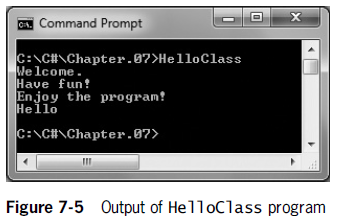 Command Prompt
C:\C#\Chapter.07>HelloClass
Welcome.
Have fun!
Enjoy the program!
Hello
C:\C#\Chapter.07>
Figure 7-5 Output of HelloClass program